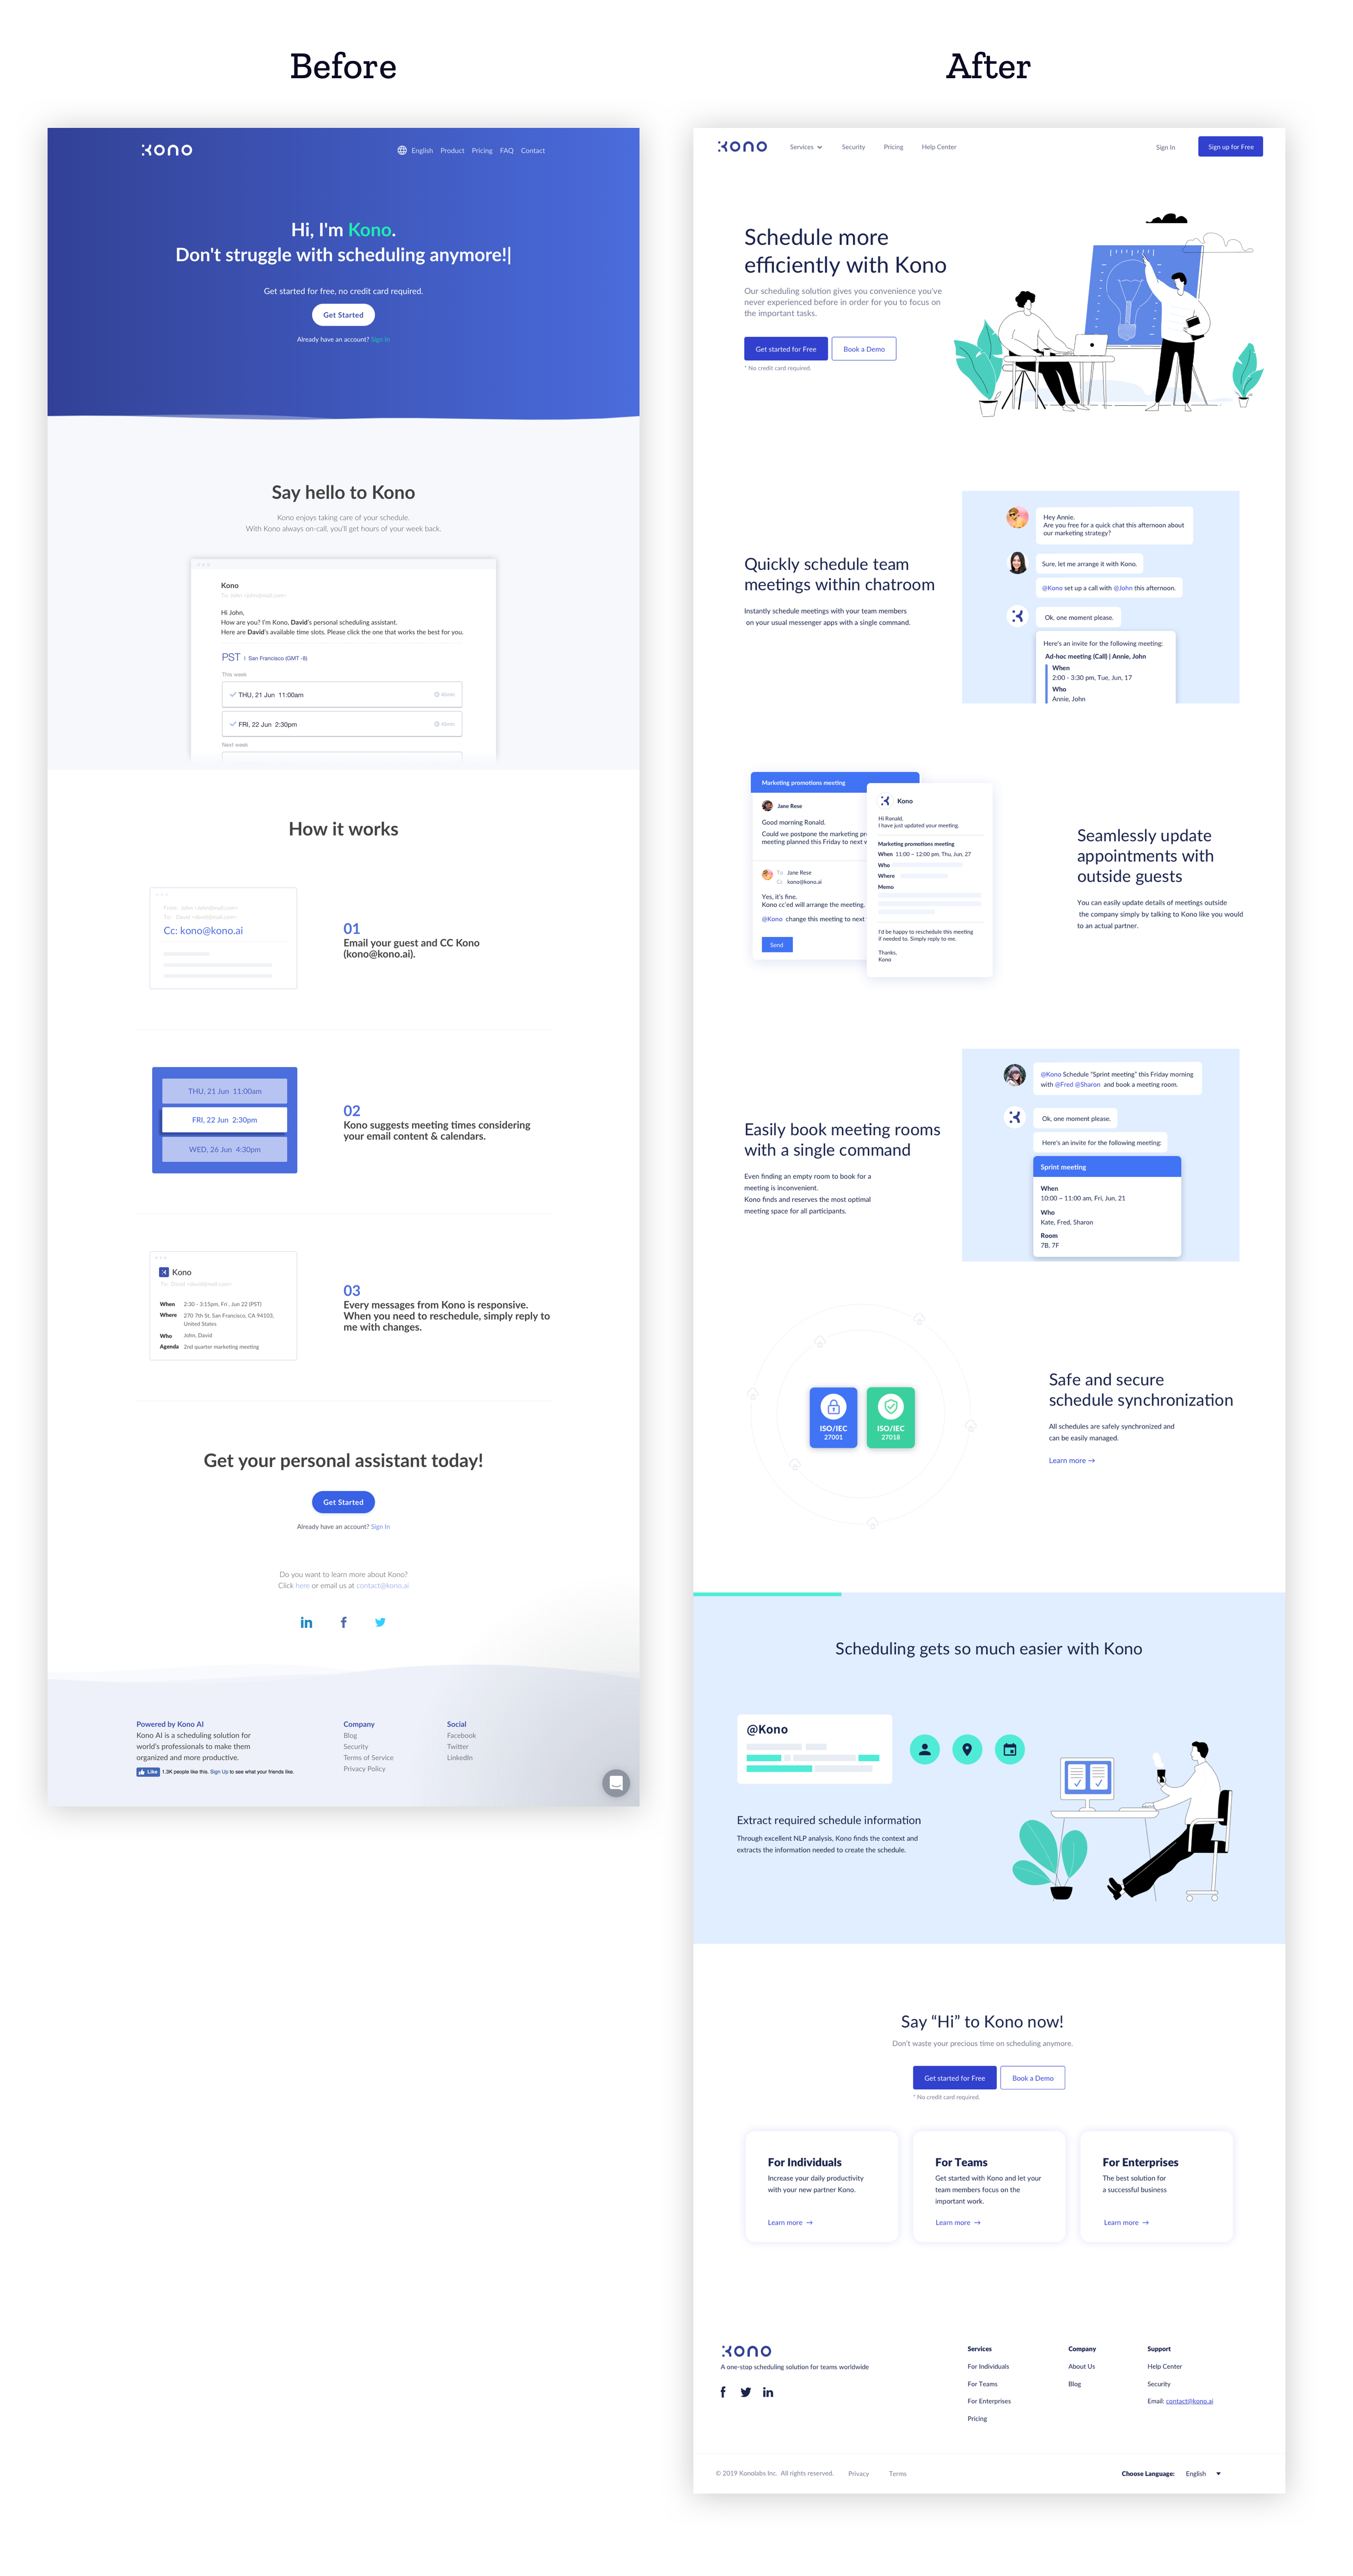 Before
KONO
English Product Pricing FAQ Contact
Hi, I'm Kono.
Don't struggle with scheduling anymore!|
Get started for free, no credit card required.
Get Started
Already have an account? Sign In
Say hello to Kono
Kono enjoys taking care of your schedule.
With Kono always on-call, you'll get hours of your week back.
Kono
To: John <john@mail.com>
Hi John,
How are you? I'm Kono, David's personal scheduling assistant.
Here are David's available time slots. Please click the one that works the best for you.
PST | San Francisco (GMT -8)
This week
THU, 21 Jun 11:00am
FRI, 22 Jun 2:30pm
Next week
How it works
From: John <john@mail.com>
To: David <david@mail.com>
Cc: kono@kono.ai
01
Email your guest and CC Kono
(kono@kono.ai).
THU, 21 Jun 11:00am
FRI, 22 Jun 2:30pm
WED, 26 Jun 4:30pm
02
Kono suggests meeting times considering
your email content & calendars.
Kono
To: David <david@mail.com>
When 2:30 - 3:15pm, Fri , Jun 22 (PST)
Where 270 7th St, San Francisco, CA 94103,
United States
Who John, David
Agenda 2nd quarter marketing meeting
03
Every messages from Kono is responsive.
When you need to reschedule, simply reply to
me with changes.
Get your personal assistant today!
Get Started
Already have an account? Sign In
Do you want to learn more about Kono?
Click here or email us at contact@kono.ai
Powered by Kono AI
Kono AI is a scheduling solution for
world's professionals to make them
organized and more productive.
Like 1.3K people like this. Sign Up to see what your friends like.
Company
Blog
Security
Terms of Service
Privacy Policy
Social
Facebook
Twitter
LinkedIn
After
KONO
Services Security Pricing Help Center
Sign In
Sign up for Free
Schedule more
efficiently with Kono
Our scheduling solution gives you convenience you've
never experienced before in order for you to focus on
the important tasks.
Get started for Free
Book a Demo
* No credit card required.
Quickly schedule team
meetings within chatroom
Instantly schedule meetings with your team members
on your usual messenger apps with a single command.
Hey Annie.
Are you free for a quick chat this afternoon about
our marketing strategy?
Sure, let me arrange it with Kono.
@Kono set up a call with @John this afternoon.
Ok, one moment please.
Here's an invite for the following meeting:
Ad-hoc meeting (Call) | Annie, John
When
2:00 - 3:30 pm, Tue, Jun, 17
Who
Annie, John
Marketing promotions meeting
Jane Rese
Good morning Ronald.
Could we postpone the marketing pr
meeting planned this Friday to next w
To Jane Rese
Cc kono@kono.ai
Yes, it's fine.
Kono cc'ed will arrange the meeting.
@Kono change this meeting to next
Send
Kono
Hi Ronald,
I have just updated your meeting.
Marketing promotions meeting
When 11:00 ~ 12:00 pm, Thu, Jun, 27
Who
Where
Memo
I'd be happy to reschedule this meeting
if needed to. Simply reply to me.
Thanks,
Kono
Seamlessly update
appointments with
outside guests
You can easily update details of meetings outside
the company simply by talking to Kono like you would
to an actual partner.
Easily book meeting rooms
with a single command
Even finding an empty room to book for a
meeting is inconvenient.
Kono finds and reserves the most optimal
meeting space for all participants.
@Kono Schedule "Sprint meeting" this Friday morning
with @Fred @Sharon and book a meeting room.
Ok, one moment please.
Here's an invite for the following meeting:
Sprint meeting
When
10:00 ~ 11:00 am, Fri, Jun, 21
Who
Kate, Fred, Sharon
Room
7B, 7F
ISO/IEC
27001
ISO/IEC
27018
Safe and secure
schedule synchronization
All schedules are safely synchronized and
can be easily managed.
Learn more →
Scheduling gets so much easier with Kono
@Kono
Extract required schedule information
Through excellent NLP analysis, Kono finds the context and
extracts the information needed to create the schedule.
Say “Hi” to Kono now!
Don't waste your precious time on scheduling anymore.
Get started for Free
Book a Demo
* No credit card required.
For Individuals
Increase your daily productivity
with your new partner Kono.
Learn more →
For Teams
Get started with Kono and let your
team members focus on the
important work.
Learn more →
For Enterprises
The best solution for
a successful business
Learn more →
KONO
A one-stop scheduling solution for teams worldwide
Services
For Individuals
For Teams
For Enterprises
Pricing
Company
About Us
Blog
Support
Help Center
Security
Email: contact@kono.ai
© 2019 Konolabs Inc. All rights reserved. Privacy Terms
Choose Language: English